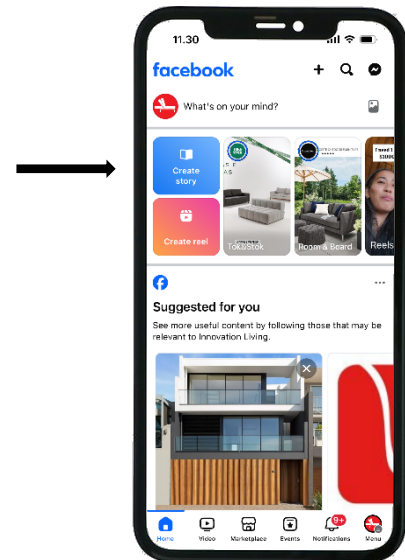 11.30
facebook
What's on your mind?
Create
story
Create reel
Tok&Stok
Room & Board
Reels
Suggested for you
See more useful content by following those that may be
relevant to Innovation Living.
Home
Video
Marketplace
Events
9+
Notifications
Menu